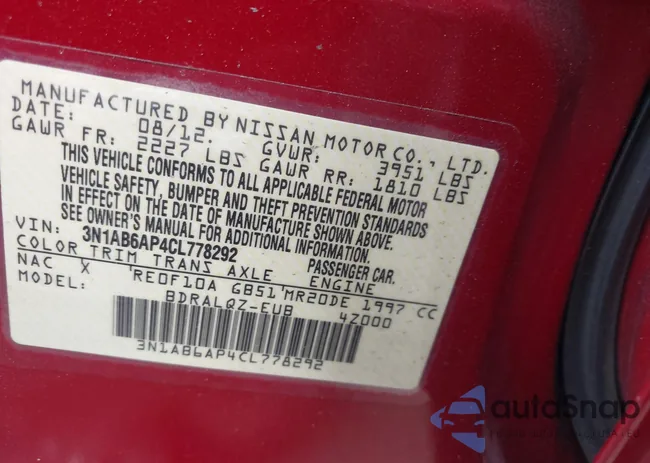 MANUFACTURED BY NISSAN MOTOR CO., LTD.
DATE: 08/12. GVWR: 3951 LBS
GAWR FR: 2227 LBS GAWR RR: 1810 LBS
THIS VEHICLE CONFORMS TO ALL APPLICABLE FEDERAL MOTOR
VEHICLE SAFETY, BUMPER AND THEFT PREVENTION STANDARDS
IN EFFECT ON THE DATE OF MANUFACTURE SHOWN ABOVE.
SEE OWNER'S MANUAL FOR ADDITIONAL INFORMATION.
VIN: 3N1AB6AP4CL778292 PASSENGER CAR.
COLOR TRIM TRANS AXLE ENGINE
NAC X RE0F10A GB51 MR20DE 1997 CC
MODEL: BDRALQZ-EUB 4Z000
3N1AB6AP4CL778292
autoSnap